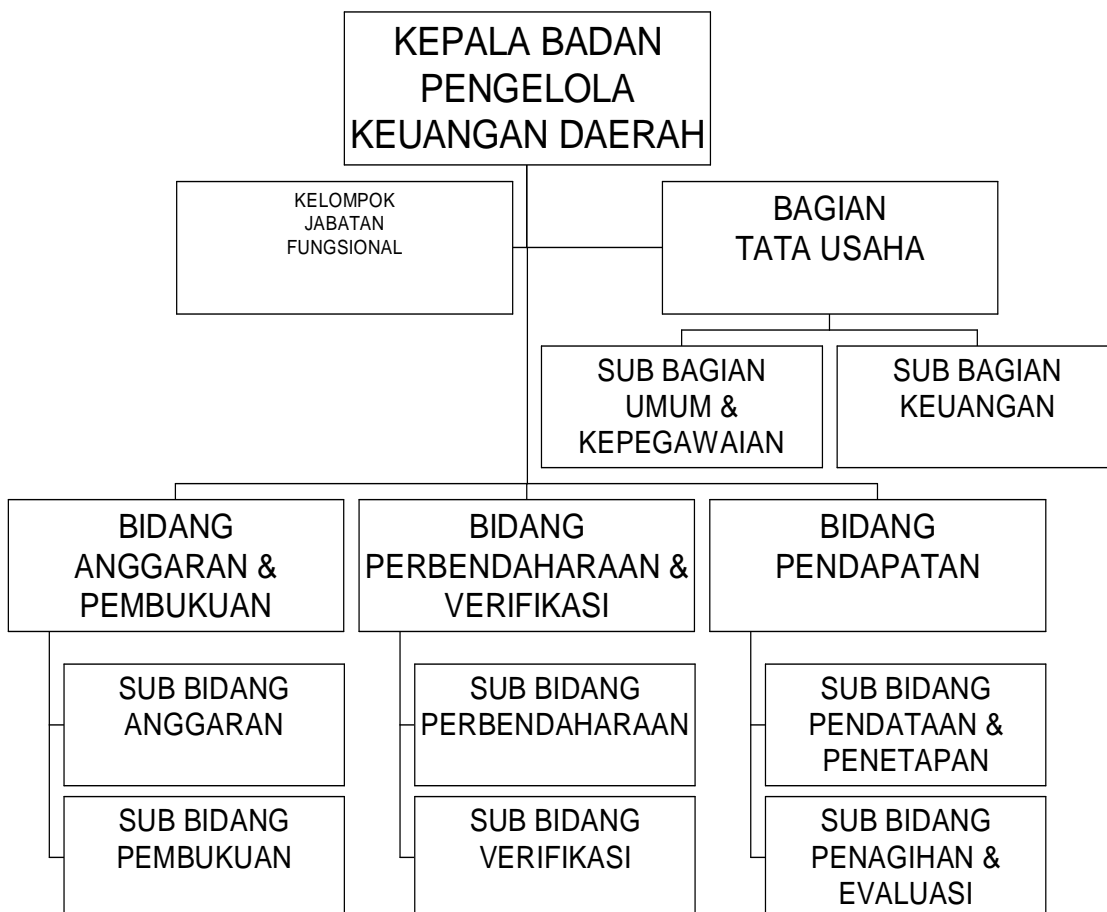 KEPALA BADAN
PENGELOLA
KEUANGAN DAERAH
KELOMPOK
JABATAN
FUNGSIONAL
BAGIAN
TATA USAHA
SUB BAGIAN
UMUM &
KEPEGAWAIAN
SUB BAGIAN
KEUANGAN
BIDANG
ANGGARAN &
PEMBUKUAN
BIDANG
PERBENDAHARAAN &
VERIFIKASI
BIDANG
PENDAPATAN
SUB BIDANG
ANGGARAN
SUB BIDANG
PERBENDAHARAAN
SUB BIDANG
PENDATAAN &
PENETAPAN
SUB BIDANG
PEMBUKUAN
SUB BIDANG
VERIFIKASI
SUB BIDANG
PENAGIHAN &
EVALUASI